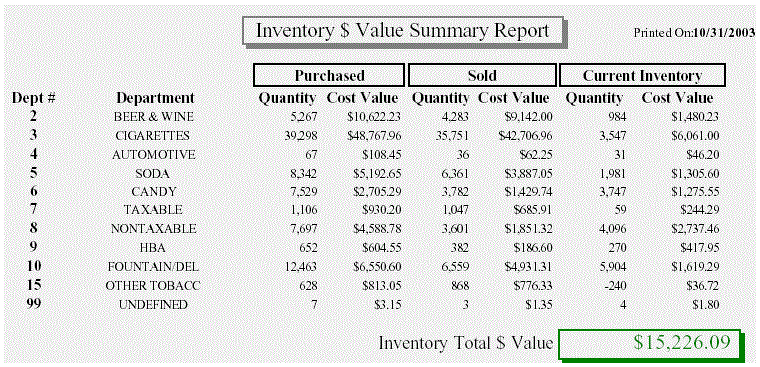 Inventory $ Value Summary Report
Printed On:10/31/2003
Purchased Sold Current Inventory
Dept # Department Quantity Cost Value Quantity Cost Value Quantity Cost Value
2 BEER & WINE 5,267 $10,622.23 4,283 $9,142.00 984 $1,480.23
3 CIGARETTES 39,298 $48,767.96 35,751 $42,706.96 3,547 $6,061.00
4 AUTOMOTIVE 67 $108.45 36 $62.25 31 $46.20
5 SODA 8,342 $5,192.65 6,361 $3,887.05 1,981 $1,305.60
6 CANDY 7,529 $2,705.29 3,782 $1,429.74 3,747 $1,275.55
7 TAXABLE 1,106 $930.20 1,047 $685.91 59 $244.29
8 NONTAXABLE 7,697 $4,588.78 3,601 $1,851.32 4,096 $2,737.46
9 HBA 652 $604.55 382 $186.60 270 $417.95
10 FOUNTAIN/DEL 12,463 $6,550.60 6,559 $4,931.31 5,904 $1,619.29
15 OTHER TOBACC 628 $813.05 868 $776.33 -240 $36.72
99 UNDEFINED 7 $3.15 3 $1.35 4 $1.80
Inventory Total $ Value $15,226.09